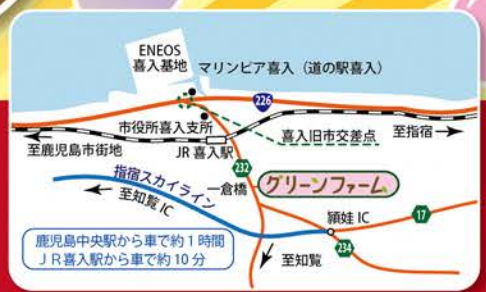 ENEOS
喜入基地
マリンピア喜入（道の駅喜入）
226
市役所喜入支所
喜入旧市交差点
至鹿児島市街地
JR 喜入駅
至指宿
232
指宿スカイライン
一倉橋
グリーンファーム
至知覧 IC
頴娃 IC
17
鹿児島中央駅から車で約１時間
ＪＲ喜入駅から車で約 10 分
至知覧
234